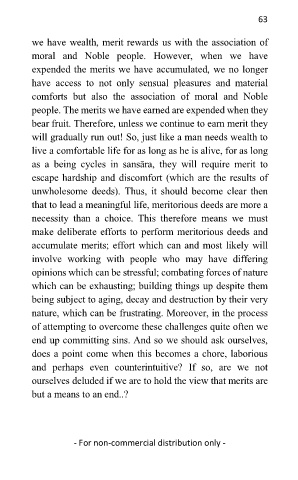 63
we have wealth, merit rewards us with the association of
moral and Noble people. However, when we have
expended the merits we have accumulated, we no longer
have access to not only sensual pleasures and material
comforts but also the association of moral and Noble
people. The merits we have earned are expended when they
bear fruit. Therefore, unless we continue to earn merit they
will gradually run out! So, just like a man needs wealth to
live a comfortable life for as long as he is alive, for as long
as a being cycles in sansāra, they will require merit to
escape hardship and discomfort (which are the results of
unwholesome deeds). Thus, it should become clear then
that to lead a meaningful life, meritorious deeds are more a
necessity than a choice. This therefore means we must
make deliberate efforts to perform meritorious deeds and
accumulate merits; effort which can and most likely will
involve working with people who may have differing
opinions which can be stressful; combating forces of nature
which can be exhausting; building things up despite them
being subject to aging, decay and destruction by their very
nature, which can be frustrating. Moreover, in the process
of attempting to overcome these challenges quite often we
end up committing sins. And so we should ask ourselves,
does a point come when this becomes a chore, laborious
and perhaps even counterintuitive? If so, are we not
ourselves deluded if we are to hold the view that merits are
but a means to an end..?
- For non-commercial distribution only -